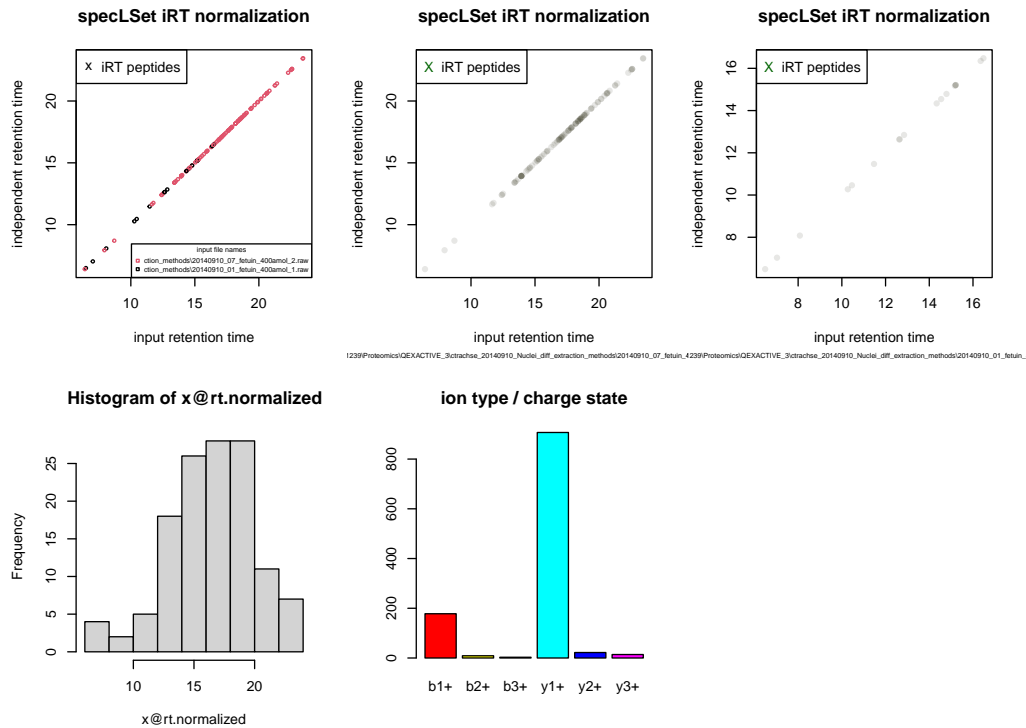 specLSet iRT normalization
x iRT peptides
independent retention time
10 15 20
input file names
ction_methods\20140910_07_fetuin_400amol_2.raw
ction_methods\20140910_01_fetuin_400amol_1.raw
10 15 20
input retention time
specLSet iRT normalization
X iRT peptides
independent retention time
10 15 20
10 15 20
input retention time
specLSet iRT normalization
X iRT peptides
independent retention time
8 10 12 14 16
8 10 12 14 16
input retention time
1239\Proteomics\QEXACTIVE_3\ctrachse_20140910_Nuclei_diff_extraction_methods\20140910_07_fetuin_
239\Proteomics\QEXACTIVE_3\ctrachse_20140910_Nuclei_diff_extraction_methods\20140910_01_fetuin_
Histogram of x@rt.normalized
Frequency
0 5 10 15 25
10 15 20
x@rt.normalized
ion type / charge state
0 200 400 600 800
b1+ b2+ b3+ y1+ y2+ y3+